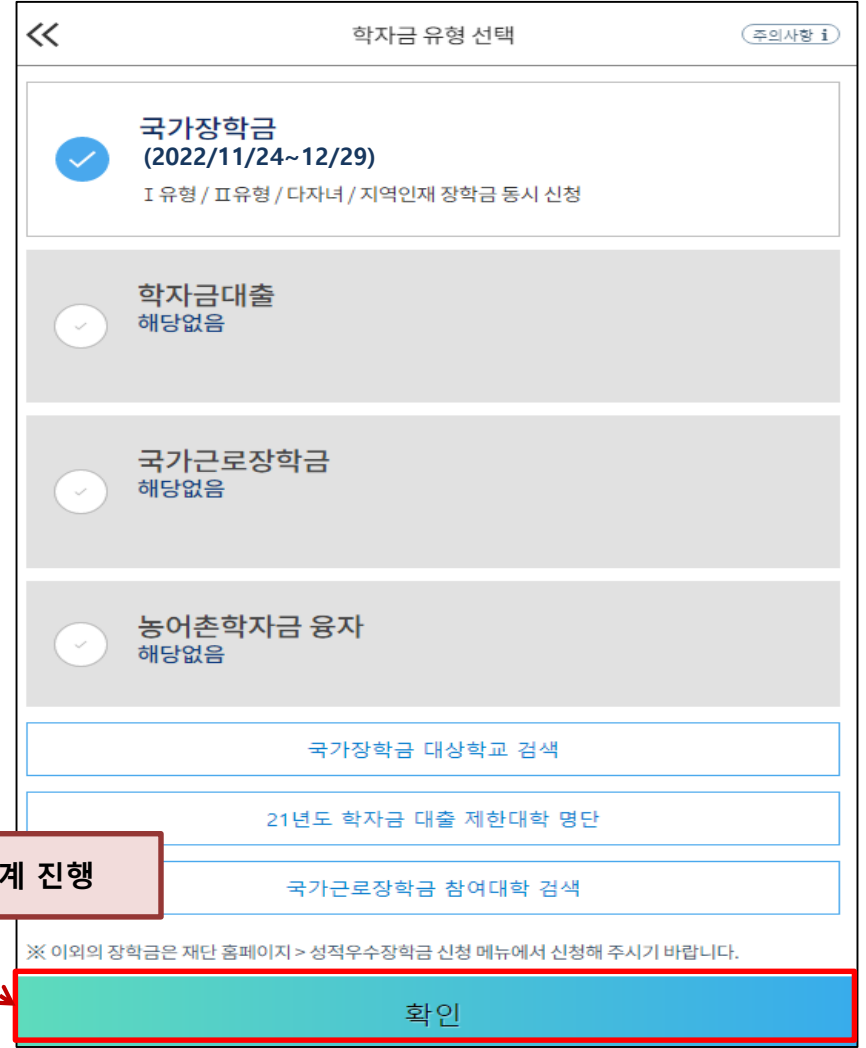 학자금 유형 선택
주의사항 i
국가장학금
(2022/11/24~12/29)
I 유형 / II유형 / 다자녀 / 지역인재 장학금 동시 신청
학자금대출
해당없음
국가근로장학금
해당없음
농어촌학자금 융자
해당없음
국가장학금 대상학교 검색
21년도 학자금 대출 제한대학 명단
계 진행
국가근로장학금 참여대학 검색
※ 이외의 장학금은 재단 홈페이지 > 성적우수장학금 신청 메뉴에서 신청해 주시기 바랍니다.
확인